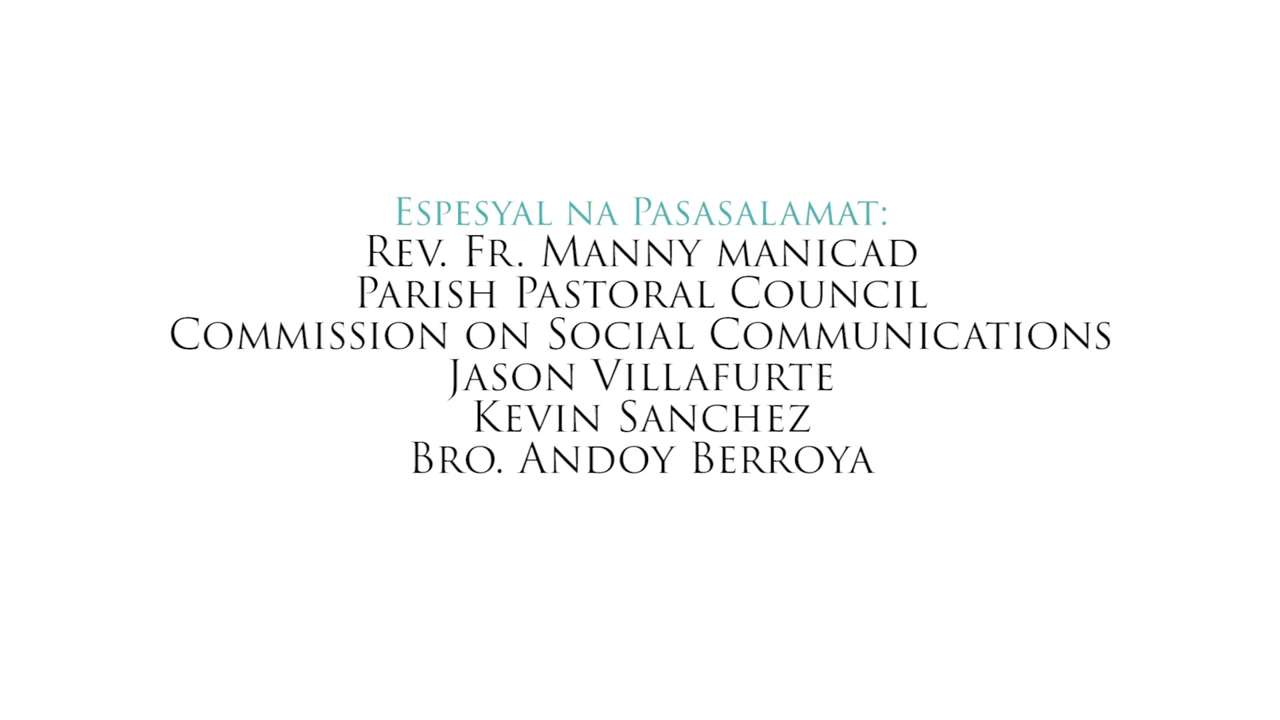 Espesyal na Pasasalamat:
Rev. Fr. Manny manicad
Parish Pastoral Council
Commission on Social Communications
Jason Villafurte
Kevin Sanchez
Bro. Andoy Berroya